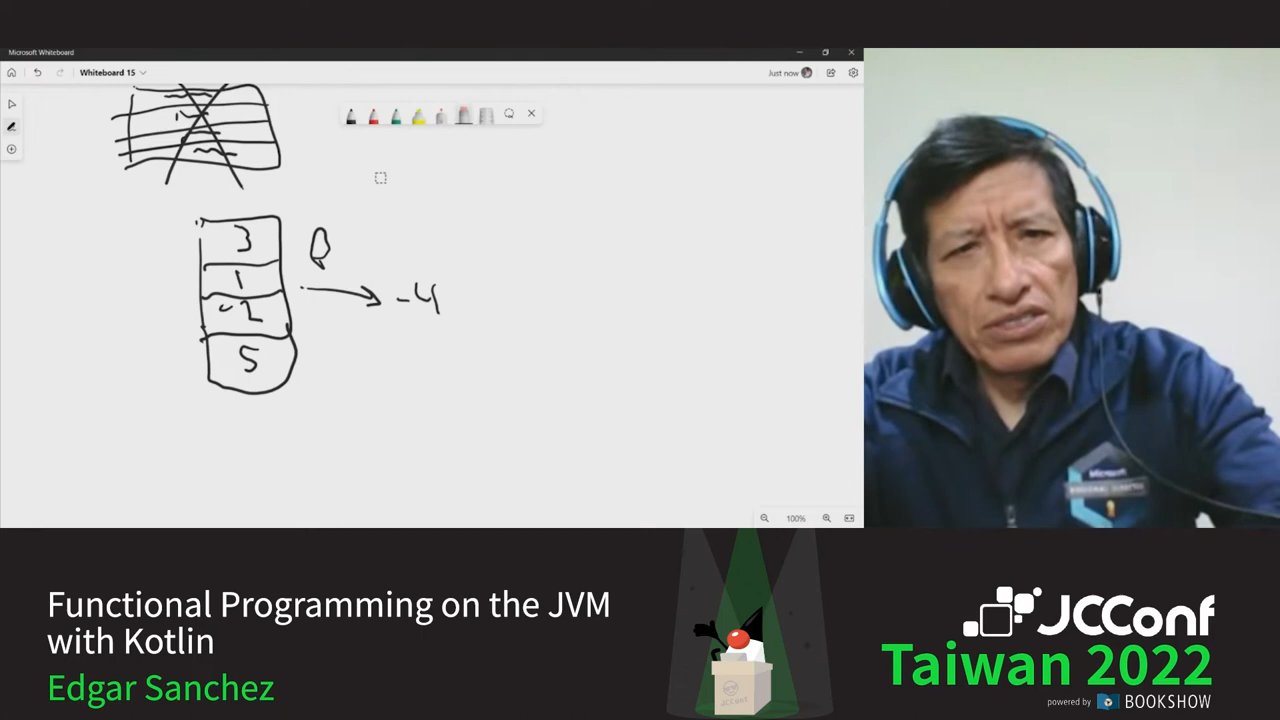 Microsoft Whiteboard
Whiteboard 15
Just now
3
1
-2
5
-4
100%
Microsoft
Functional Programming on the JVM
with Kotlin
Edgar Sanchez
JCConf
Taiwan 2022
powered by BOOKSHOW